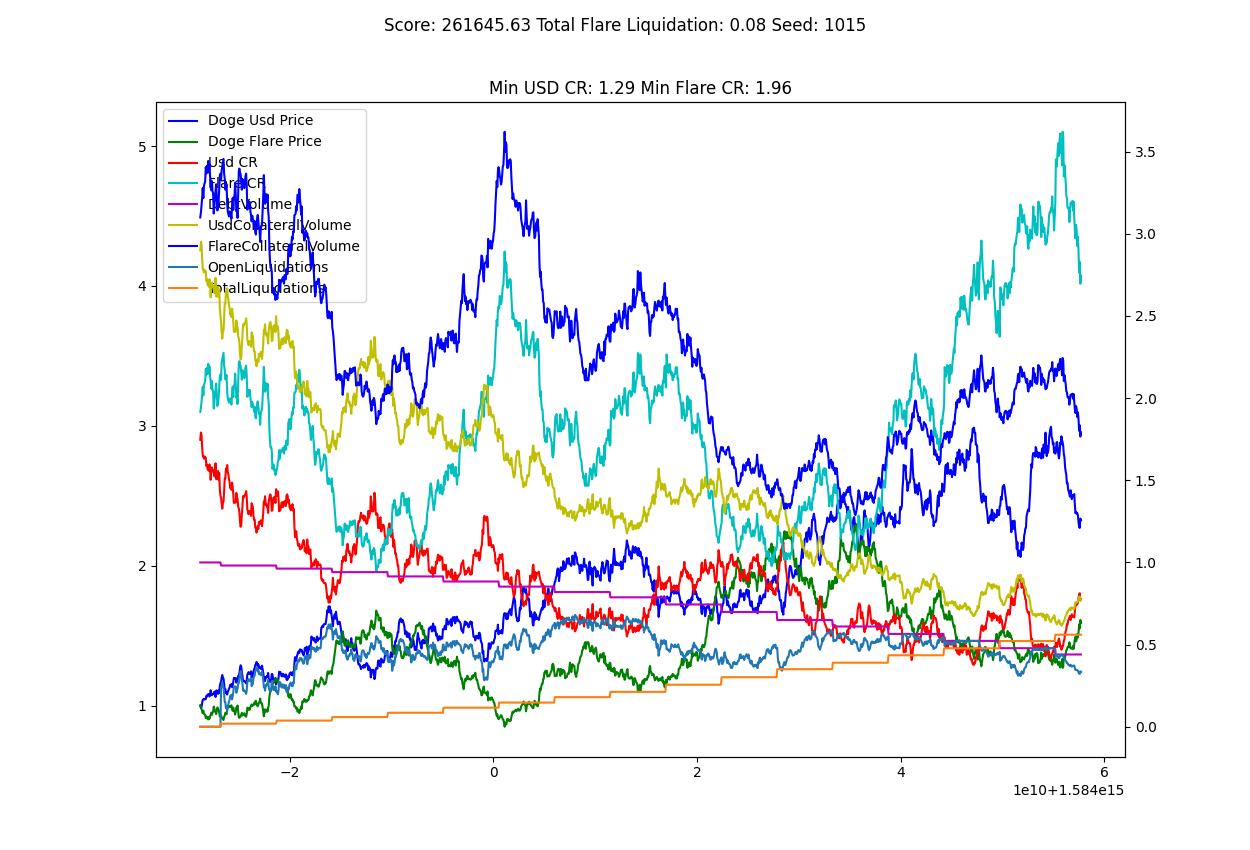 Score: 261645.63 Total Flare Liquidation: 0.08 Seed: 1015
Min USD CR: 1.29 Min Flare CR: 1.96
Doge Usd Price
Doge Flare Price
Usd CR
Flare CR
DebtVolume
UsdCollateralVolume
FlareCollateralVolume
OpenLiquidations
TotalLiquidations
5
4
3
2
1
3.5
3.0
2.5
2.0
1.5
1.0
0.5
0.0
−2
0
2
4
6
1e10+1.584e15